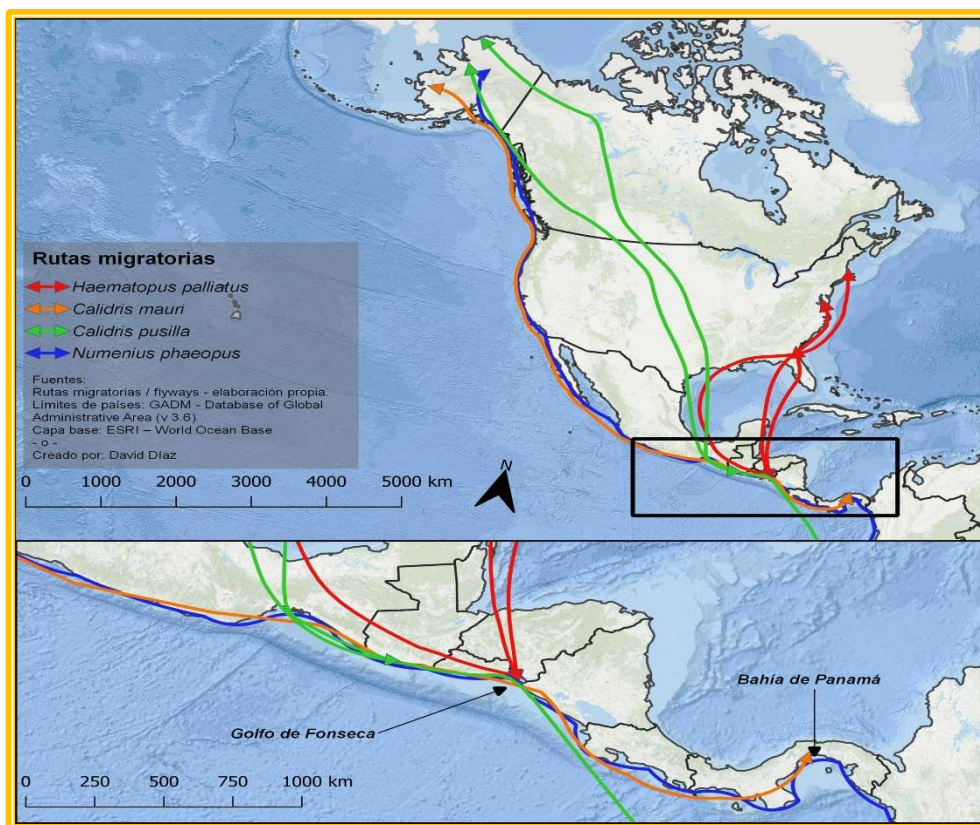 Rutas migratorias
Haematopus palliatus
Calidris mauri
Calidris pusilla
Numenius phaeopus
Fuentes:
Rutas migratorias / flyways - elaboración propia.
Límites de países: GADM - Database of Global
Administrative Area (v 3.6)
Capa base: ESRI – World Ocean Base
- o -
Creado por: David Díaz
0 1000 2000 3000 4000 5000 km
N
Bahía de Panamá
Golfo de Fonseca
0 250 500 750 1000 km